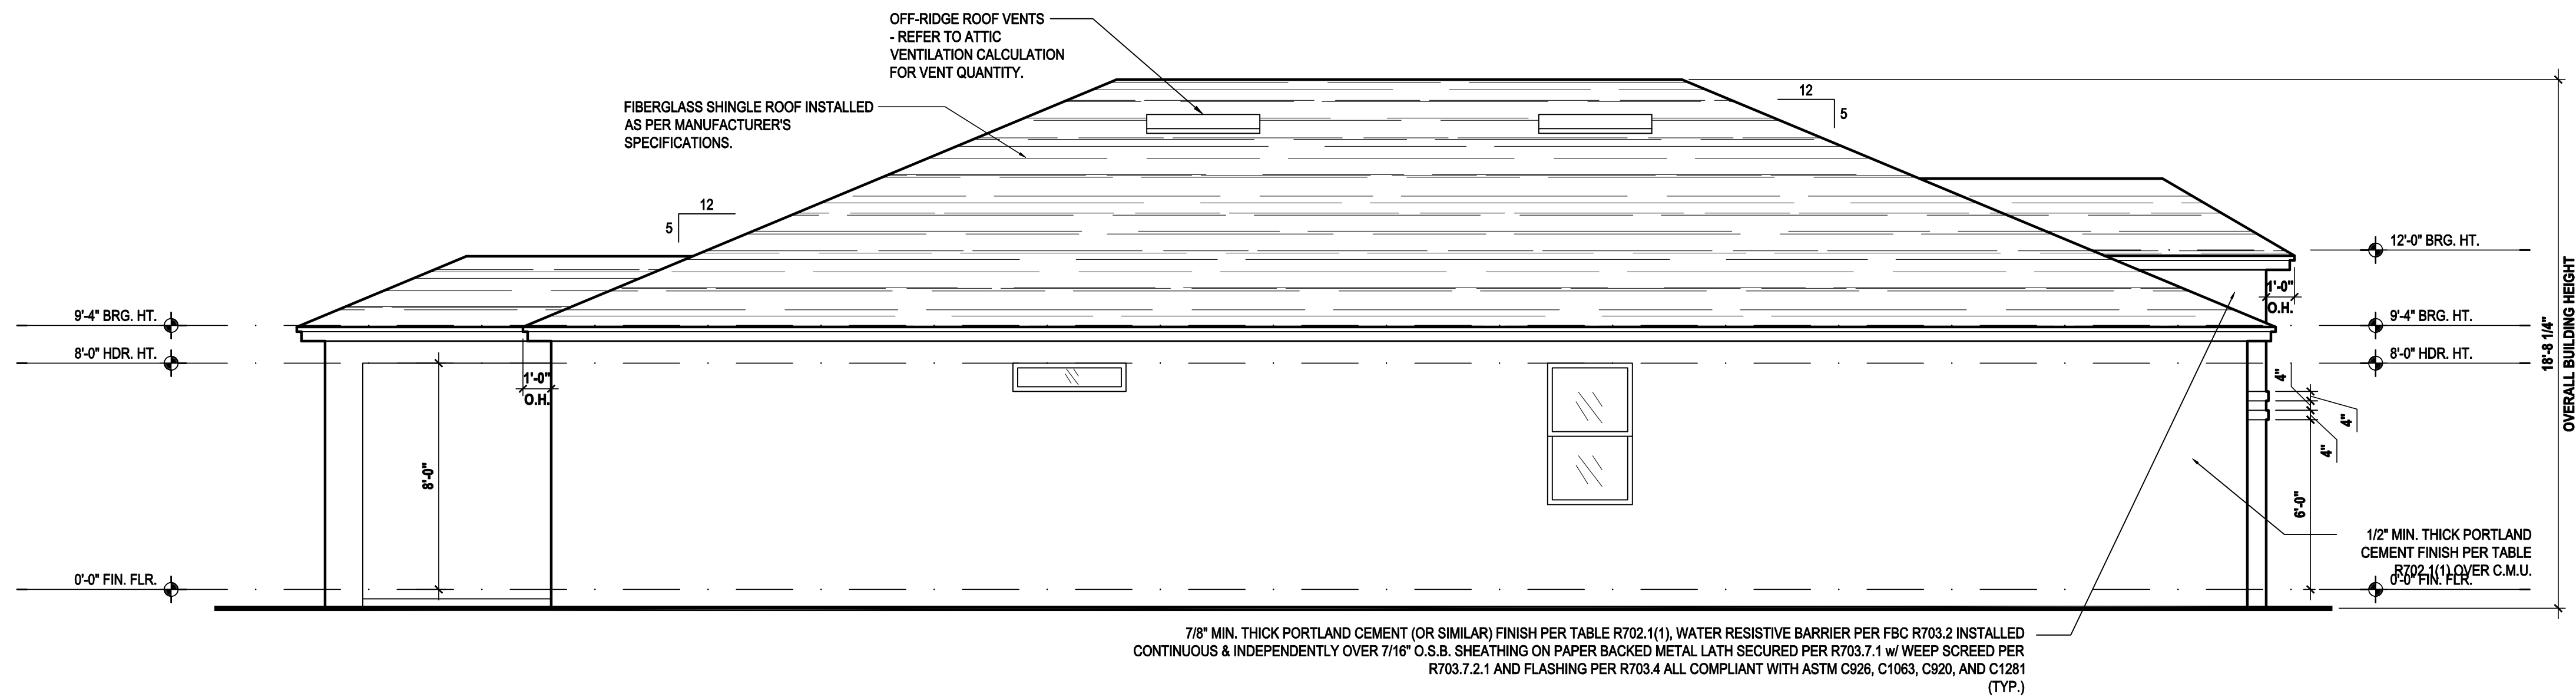 OFF-RIDGE ROOF VENTS
- REFER TO ATTIC
VENTILATION CALCULATION
FOR VENT QUANTITY.
FIBERGLASS SHINGLE ROOF INSTALLED
AS PER MANUFACTURER'S
SPECIFICATIONS.
12
5
12
5
9'-4" BRG. HT.
8'-0" HDR. HT.
0'-0" FIN. FLR.
1'-0"
O.H.
8'-0"
12'-0" BRG. HT.
1'-0"
O.H.
9'-4" BRG. HT.
8'-0" HDR. HT.
4"
4"
4"
6'-0"
18'-8 1/4"
OVERALL BUILDING HEIGHT
1/2" MIN. THICK PORTLAND
CEMENT FINISH PER TABLE
R702.1(1) OVER C.M.U.
0'-0" FIN. FLR.
7/8" MIN. THICK PORTLAND CEMENT (OR SIMILAR) FINISH PER TABLE R702.1(1), WATER RESISTIVE BARRIER PER FBC R703.2 INSTALLED
CONTINUOUS & INDEPENDENTLY OVER 7/16" O.S.B. SHEATHING ON PAPER BACKED METAL LATH SECURED PER R703.7.1 w/ WEEP SCREED PER
R703.7.2.1 AND FLASHING PER R703.4 ALL COMPLIANT WITH ASTM C926, C1063, C920, AND C1281
(TYP.)